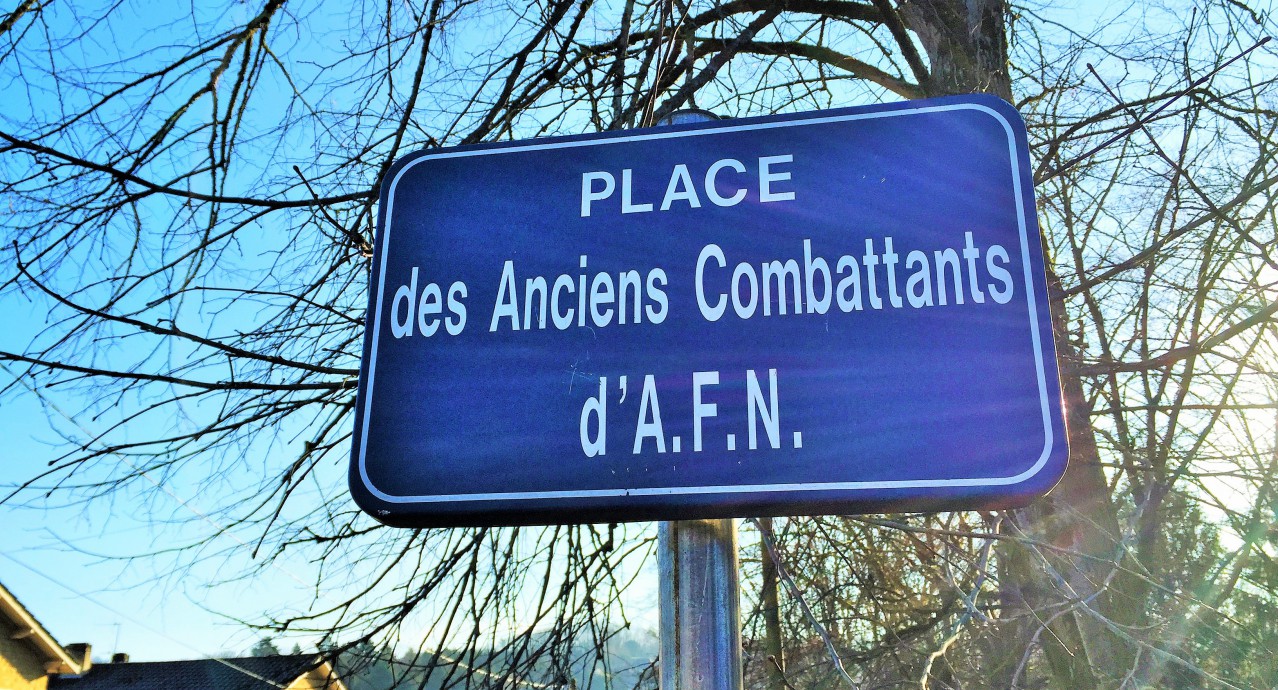 PLACE
des Anciens Combattants
d'A.F.N.